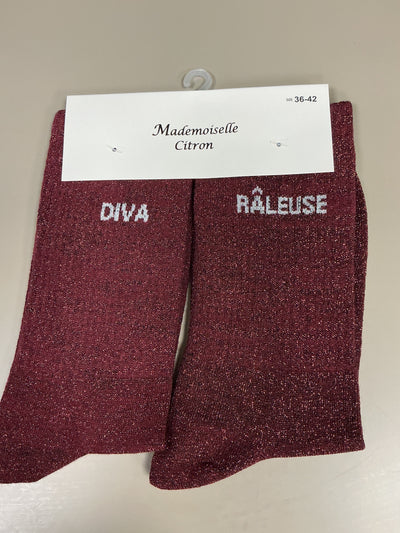 36-42
Mademoiselle
Citron
DIVA
RÂLEUSE